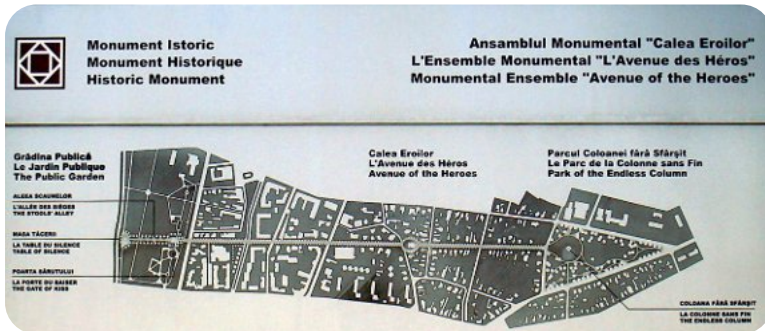 Monument Istoric
Monument Historique
Historic Monument
Ansamblul Monumental "Calea Eroilor"
L'Ensemble Monumental "L'Avenue des Héros"
Monumental Ensemble "Avenue of the Heroes"
Grădina Publică
Le Jardin Publique
The Public Garden
Calea Eroilor
L'Avenue des Héros
Avenue of the Heroes
Parcul Coloanei fără Sfârşit
Le Parc de la Colonne sans Fin
Park of the Endless Column
ALEEA SCAUNELOR
L'ALLÉE DES SIÈGES
THE STOOLS' ALLEY
MASA TĂCERII
LA TABLE DU SILENCE
TABLE OF SILENCE
POARTA SĂRUTULUI
LA PORTE DU BAISER
THE GATE OF KISS
COLOANA FĂRĂ SFÂRŞIT
LA COLONNE SANS FIN
THE ENDLESS COLUMN